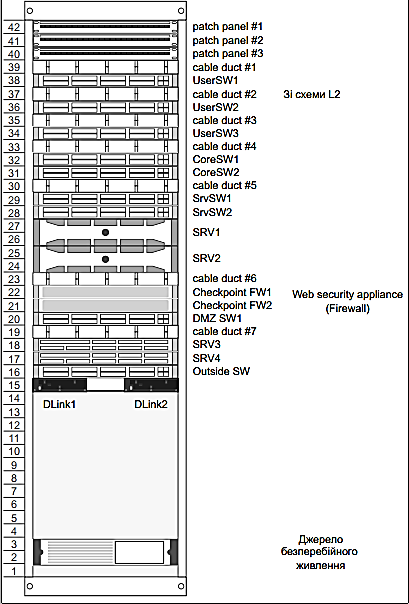 42 patch panel #1
41 patch panel #2
40 patch panel #3
39 cable duct #1
38 UserSW1
37 cable duct #2 Зі схеми L2
36 UserSW2
35 cable duct #3
34 UserSW3
33 cable duct #4
32 CoreSW1
31 CoreSW2
30 cable duct #5
29 SrvSW1
28 SrvSW2
27
SRV1
26
25
SRV2
24
23 cable duct #6
22 Checkpoint FW1 Web security appliance
21 Checkpoint FW2 (Firewall)
20 DMZ SW1
19 cable duct #7
18 SRV3
17 SRV4
16 Outside SW
15
14
DLink1 DLink2
13
12
11
10
9
8
7
6
5
4
Джерело
3
безперебійного
2
живлення
1